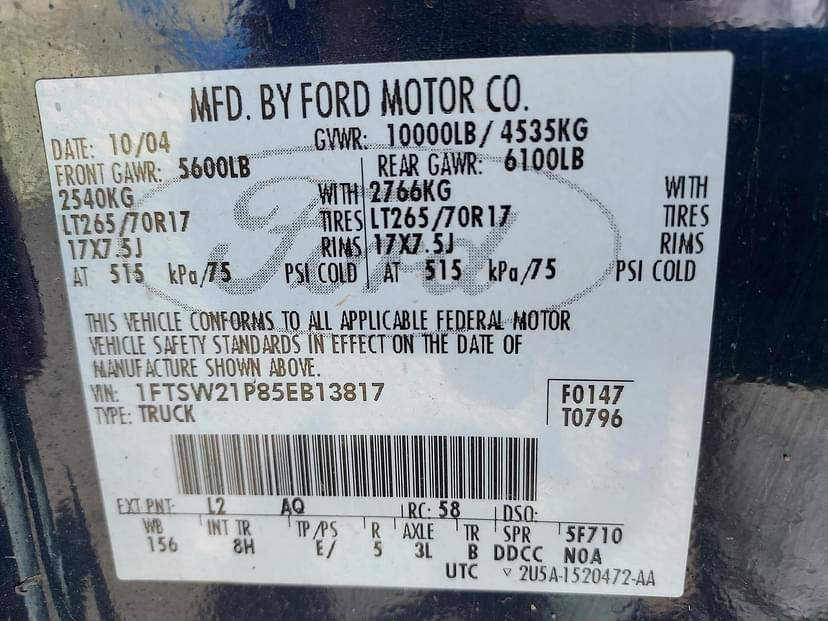 MFD. BY FORD MOTOR CO.
DATE: 10/04 GVWR: 10000LB/ 4535KG
FRONT GAWR: 5600LB REAR GAWR: 6100LB
2540KG WITH 2766KG WITH
LT265/70R17 TIRES LT265/70R17 TIRES
17X7.5J RIMS 17X7.5J RIMS
AT 515 kPa/75 PSI COLD AT 515 kPa/75 PSI COLD
Ford
THIS VEHICLE CONFORMS TO ALL APPLICABLE FEDERAL MOTOR
VEHICLE SAFETY STANDARDS IN EFFECT ON THE DATE OF
MANUFACTURE SHOWN ABOVE.
VIN: 1FTSW21P85EB13817 F0147
TYPE: TRUCK T0796
EXT PNT: L2 AQ RC: 58 DSO:
WB INT TR TP/PS R AXLE TR SPR 5F710
156 8H E/ 5 3L B DDCC N0A
UTC ▽ 2U5A-1520472-AA